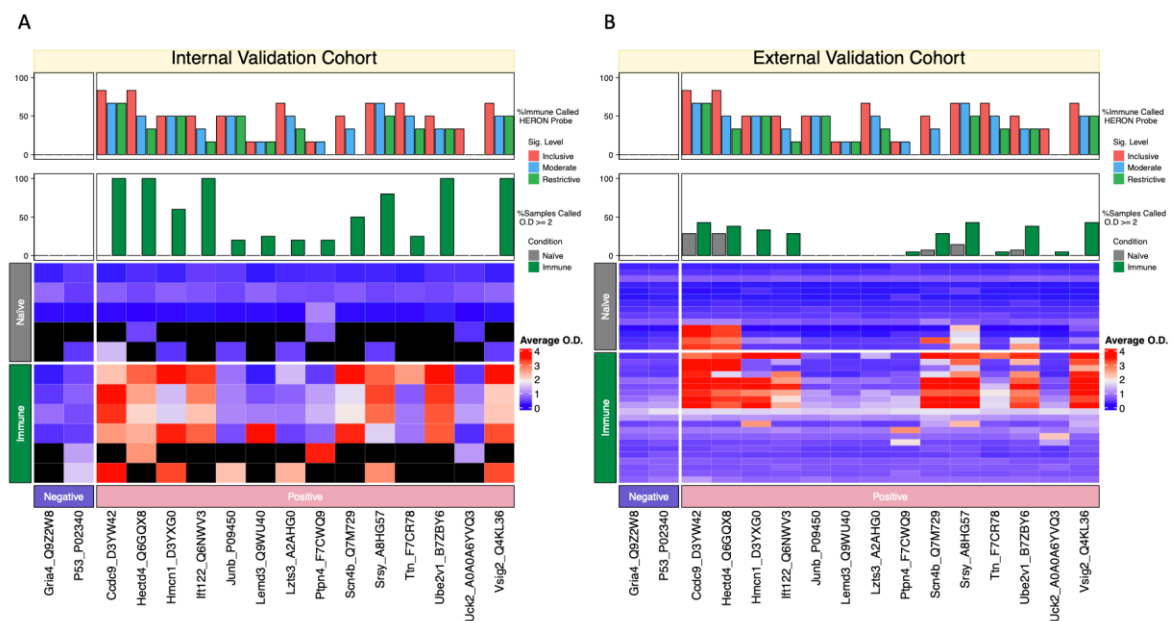 A
Internal Validation Cohort
100
50
0
%Immune Called
HERON Probe
Sig. Level
Inclusive
Moderate
Restrictive
100
50
0
%Samples Called
O.D >= 2
Condition
Naïve
Immune
Naïve
Immune
Average O.D.
4
3
2
1
0
Negative
Positive
Gria4_Q9Z2W8
P53_P02340
Ccdc9_D3YW42
Hectd4_Q6GQX8
Hmcn1_D3YXG0
Ift122_Q6NWV3
Junb_P09450
Lemd3_Q9WU40
Lzts3_A2AHG0
Ptpn4_F7CWQ9
Scn4b_Q7M729
Srsy_A8HG57
Ttn_F7CR78
Ube2v1_B7ZBY6
Uck2_A0A0A6YVQ3
Vsig2_Q4KL36
B
External Validation Cohort
100
50
0
%Immune Called
HERON Probe
Sig. Level
Inclusive
Moderate
Restrictive
100
50
0
%Samples Called
O.D >= 2
Condition
Naïve
Immune
Naïve
Immune
Average O.D.
4
3
2
1
0
Negative
Positive
Gria4_Q9Z2W8
P53_P02340
Ccdc9_D3YW42
Hectd4_Q6GQX8
Hmcn1_D3YXG0
Ift122_Q6NWV3
Junb_P09450
Lemd3_Q9WU40
Lzts3_A2AHG0
Ptpn4_F7CWQ9
Scn4b_Q7M729
Srsy_A8HG57
Ttn_F7CR78
Ube2v1_B7ZBY6
Uck2_A0A0A6YVQ3
Vsig2_Q4KL36